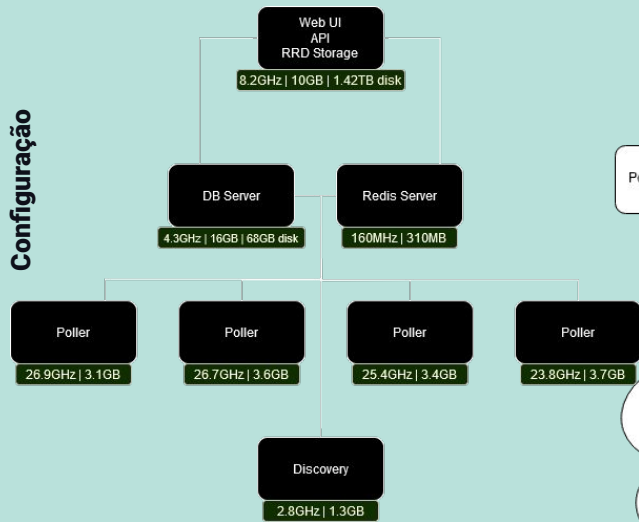 Configuração
Web UI
API
RRD Storage
8.2GHz | 10GB | 1.42TB disk
DB Server
4.3GHz | 16GB | 68GB disk
Redis Server
160MHz | 310MB
Poller
26.9GHz | 3.1GB
Poller
26.7GHz | 3.6GB
Poller
25.4GHz | 3.4GB
Poller
23.8GHz | 3.7GB
Discovery
2.8GHz | 1.3GB